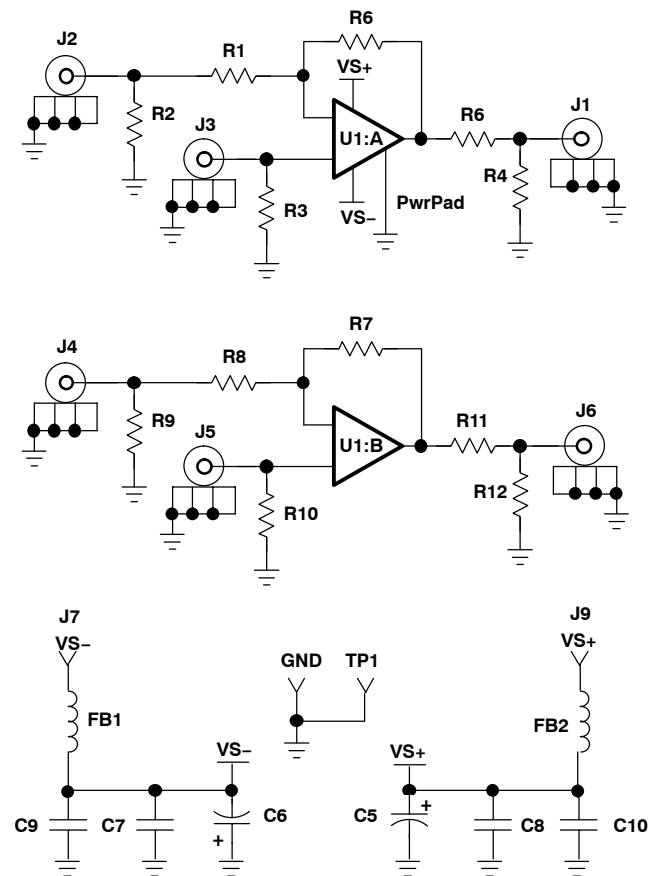 J2
R1
R6
VS+
R2
J3
U1:A
R6
J1
R3
R4
VS−
PwrPad
J4
R8
R7
R9
J5
U1:B
R11
J6
R10
R12
J7
VS−
FB1
GND
TP1
J9
VS+
FB2
VS−
VS+
C9
C7
C6
+
C5
+
C8
C10